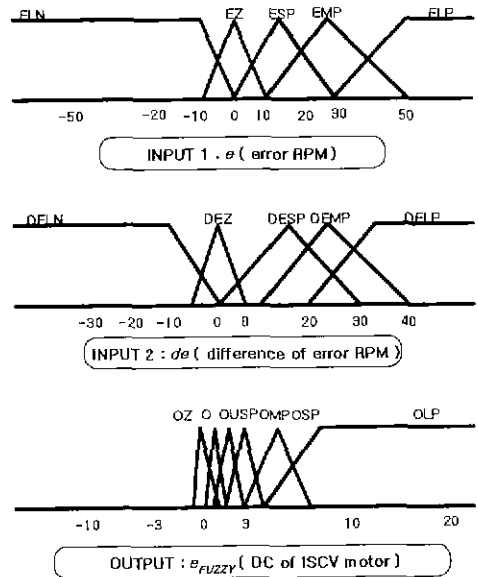 ELN EZ ESP EMP ELP
-50 -20 -10 0 10 20 30 50
INPUT 1 . e ( error RPM )
DELN DEZ DESP DEMP DELP
-30 -20 -10 0 8 20 30 40
INPUT 2 : de ( difference of error RPM )
OZ O OUSP OMPOSP OLP
-10 -3 0 3 10 20
OUTPUT : eFUZZY ( DC of ISCV motor )